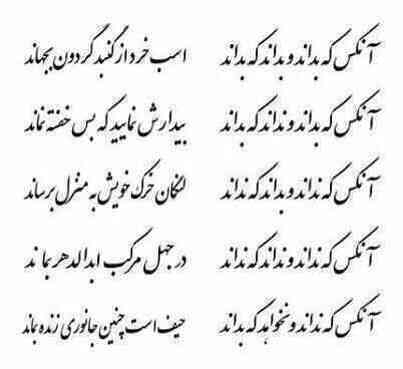 آنکس که بداند و بداند که بداند اسب خرد از گنبد گردون بجهاند
آنکس که بداند و نداند که بداند بیدارش نمایید که بس خفته نماند
آنکس که نداند و بداند که نداند لنگان خرک خویش به منزل برساند
آنکس که نداند و نداند که نداند در جهل مرکب ابدالدهر بماند
آنکس که نداند و نخواهد که بداند حیف است چنین جانوری زنده بماند